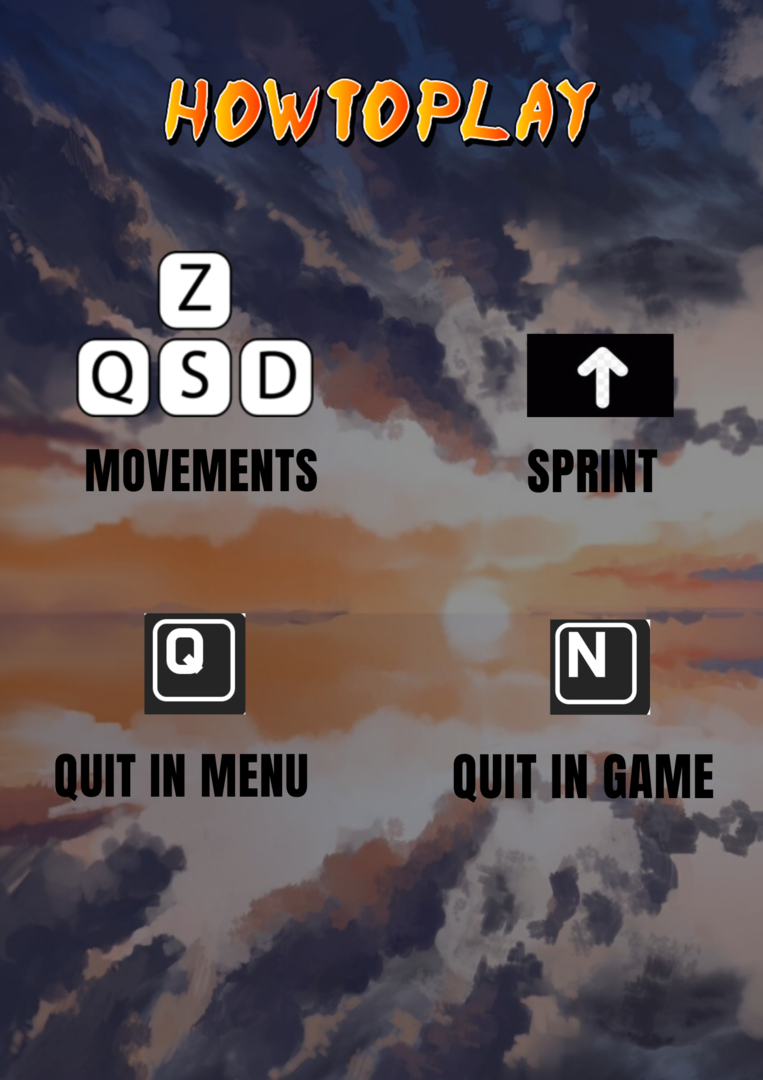 HOWTOPLAY
Z
Q S D
MOVEMENTS
SPRINT
Q
N
QUIT IN MENU
QUIT IN GAME